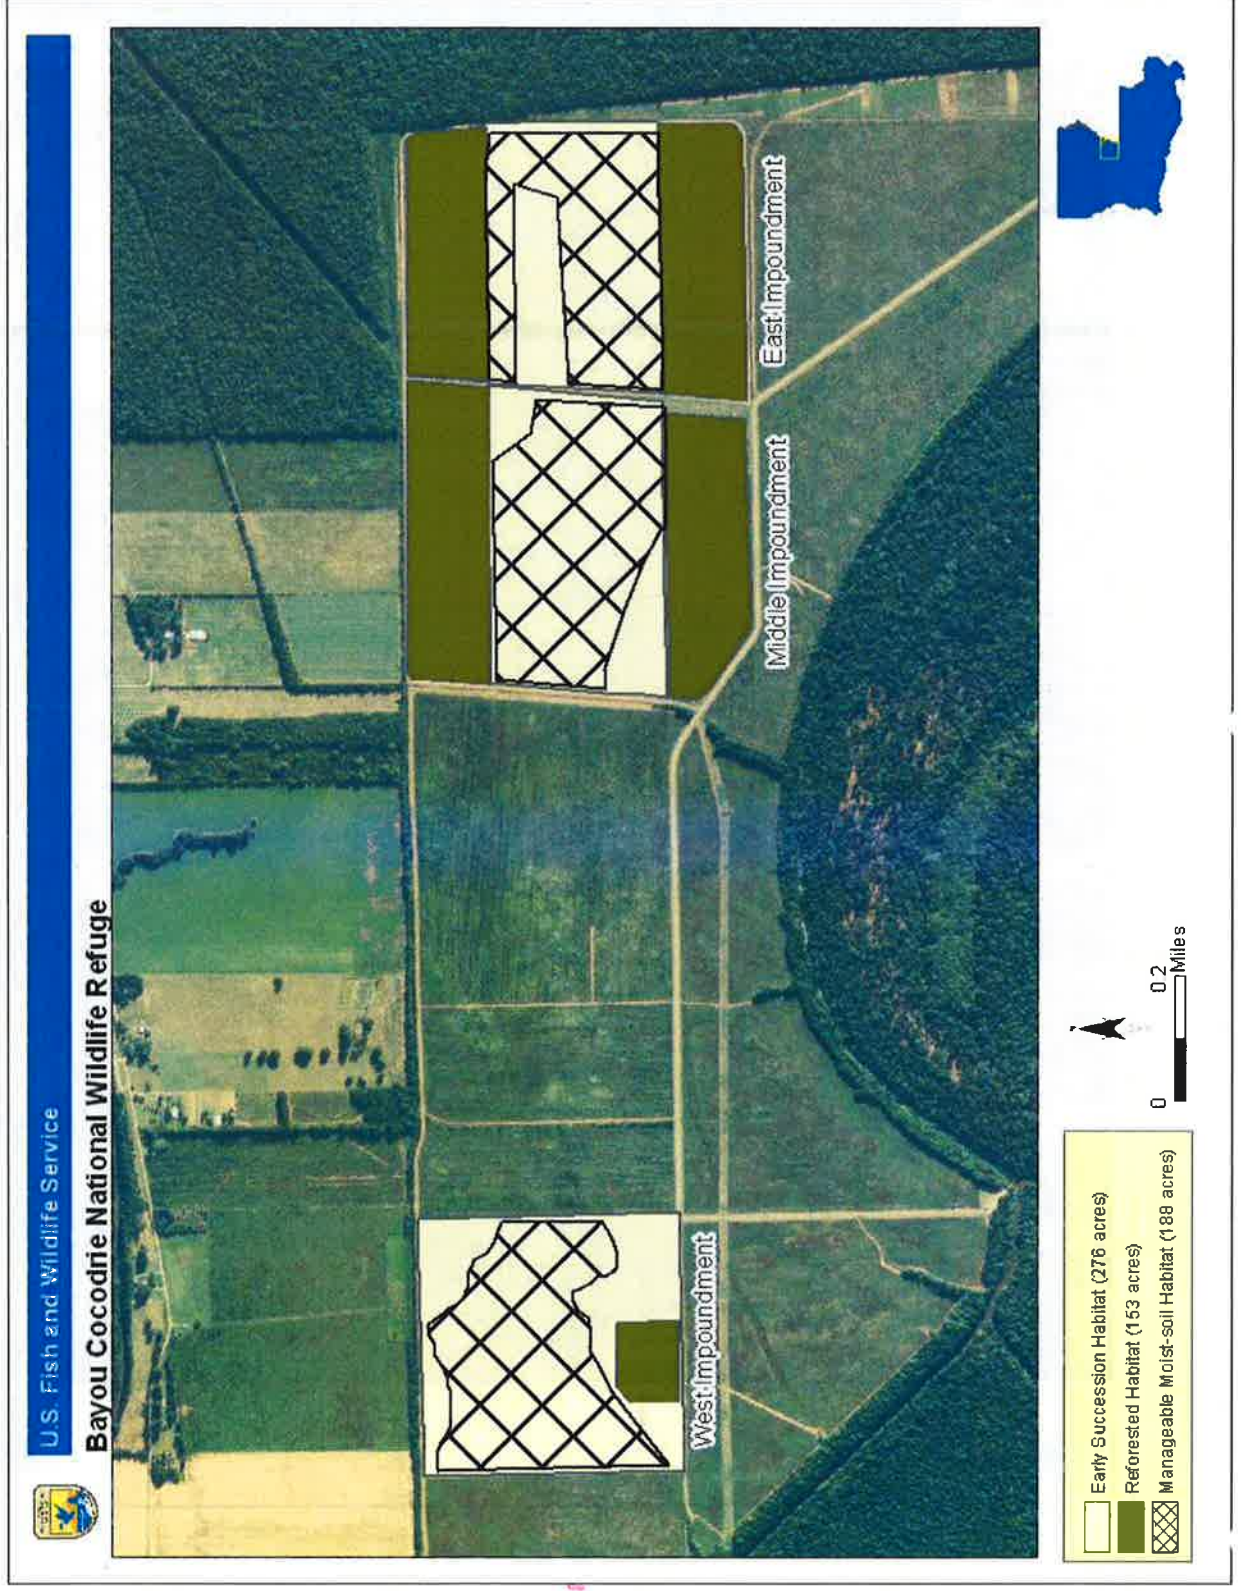 U.S. Fish and Wildlife Service
Bayou Cocodrie National Wildlife Refuge
West Impoundment
Middle Impoundment
East Impoundment
Early Succession Habitat (276 acres)
Reforested Habitat (153 acres)
Manageable Moist-soil Habitat (188 acres)
0 0.2
Miles